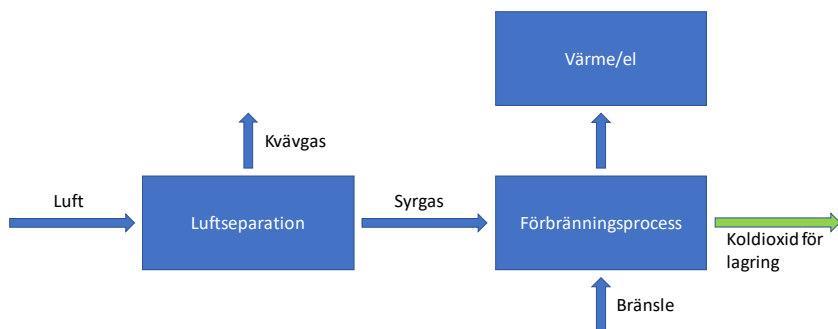 Värme/el
Kvävgas
Luft
Luftseparation
Syrgas
Förbränningsprocess
Koldioxid för
lagring
Bränsle